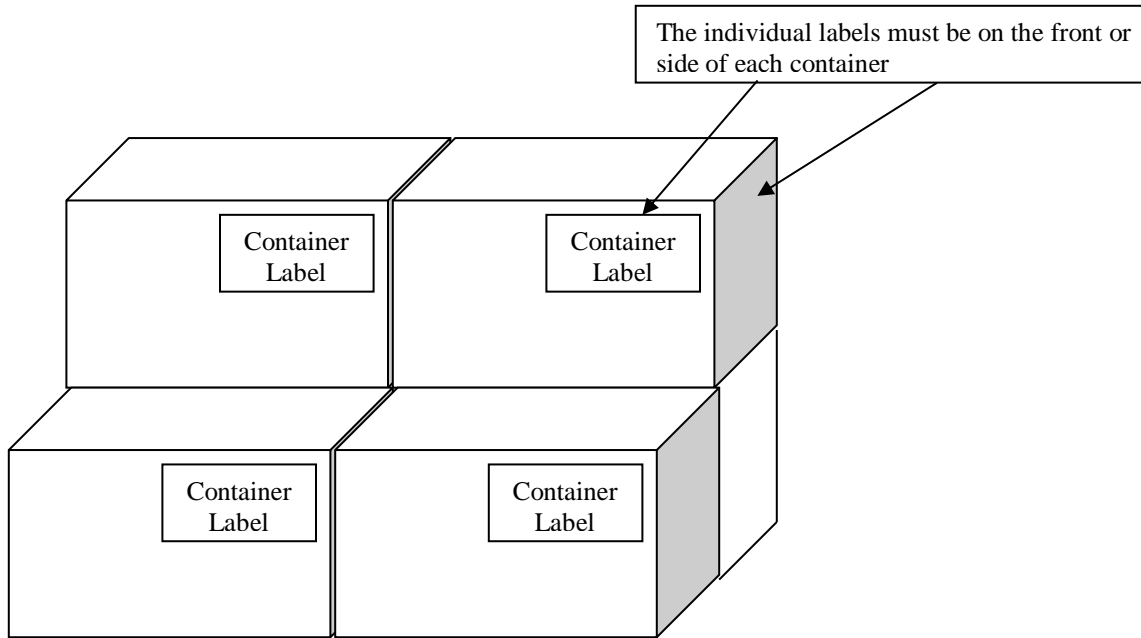 The individual labels must be on the front or
side of each container
Container
Label
Container
Label
Container
Label
Container
Label